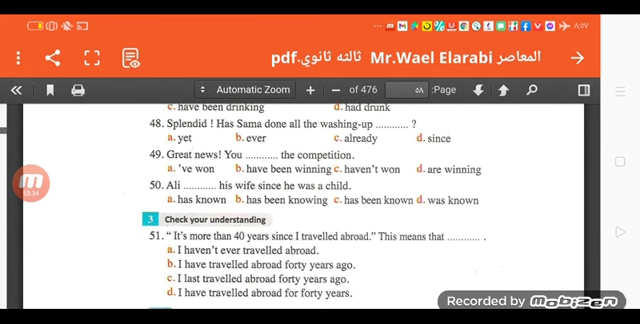 ٨:٥٧
المعاصر Mr.Wael Elarabi ثالثه ثانوي.pdf
Automatic Zoom + − of 476 ٥٨ :Page
c. have been drinking d. had drunk
48. Splendid ! Has Sama done all the washing-up ............ ?
a. yet b. ever c. already d. since
49. Great news! You ............ the competition.
a. 've won b. have been winning c. haven't won d. are winning
50. Ali ............ his wife since he was a child.
a. has known b. has been knowing c. has been known d. was known
3 Check your understanding
51. “ It's more than 40 years since I travelled abroad.” This means that ............ .
a. I haven't ever travelled abroad.
b. I have travelled abroad forty years ago.
c. I last travelled abroad forty years ago.
d. I have travelled abroad for forty years.
53:34
Recorded by Mobizen